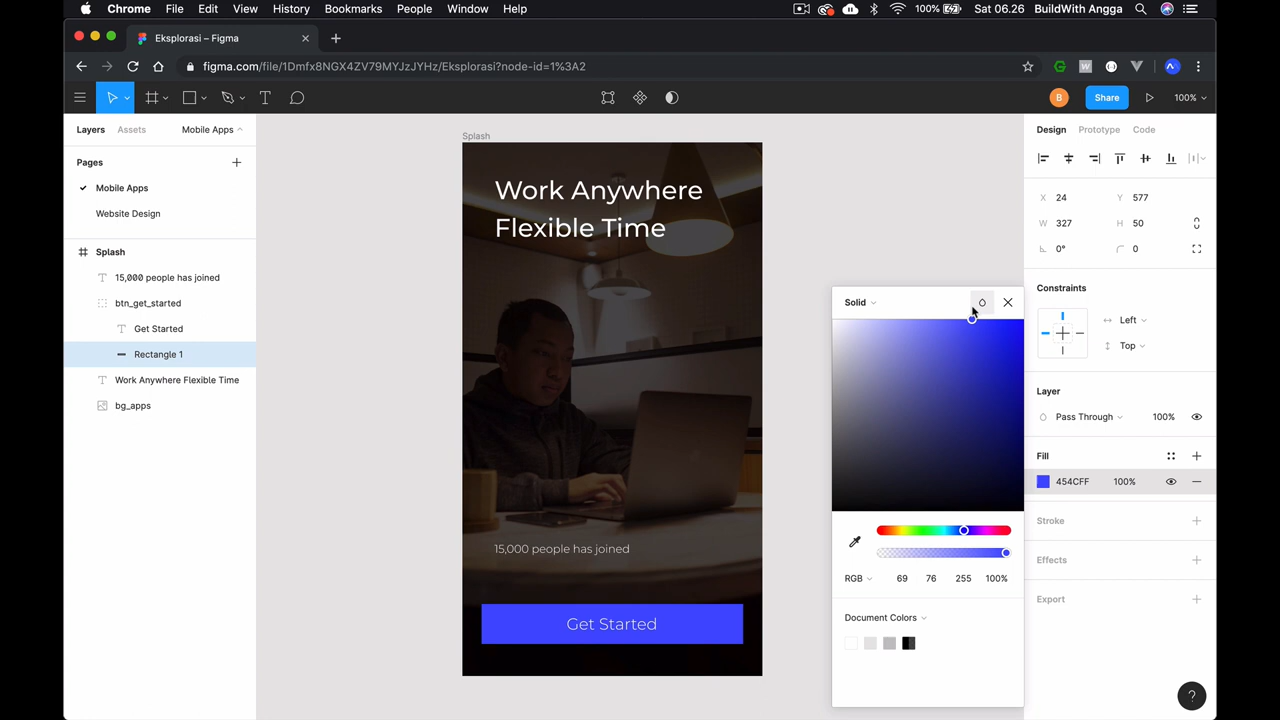 Chrome File Edit View History Bookmarks People Window Help 100% Sat 06.26 BuildWith Angga
Eksplorasi – Figma
figma.com/file/1Dmfx8NGX4ZV79MYJzJYHz/Eksplorasi?node-id=1%3A2
B Share 100%
Layers Assets Mobile Apps
Pages
Mobile Apps
Website Design
Splash
15,000 people has joined
btn_get_started
Get Started
Rectangle 1
Work Anywhere Flexible Time
bg_apps
Splash
Work Anywhere
Flexible Time
15,000 people has joined
Get Started
Solid
RGB 69 76 255 100%
Document Colors
Design Prototype Code
X 24 Y 577
W 327 H 50
0° 0
Constraints
Left
Top
Layer
Pass Through 100%
Fill
454CFF 100%
Stroke
Effects
Export
?